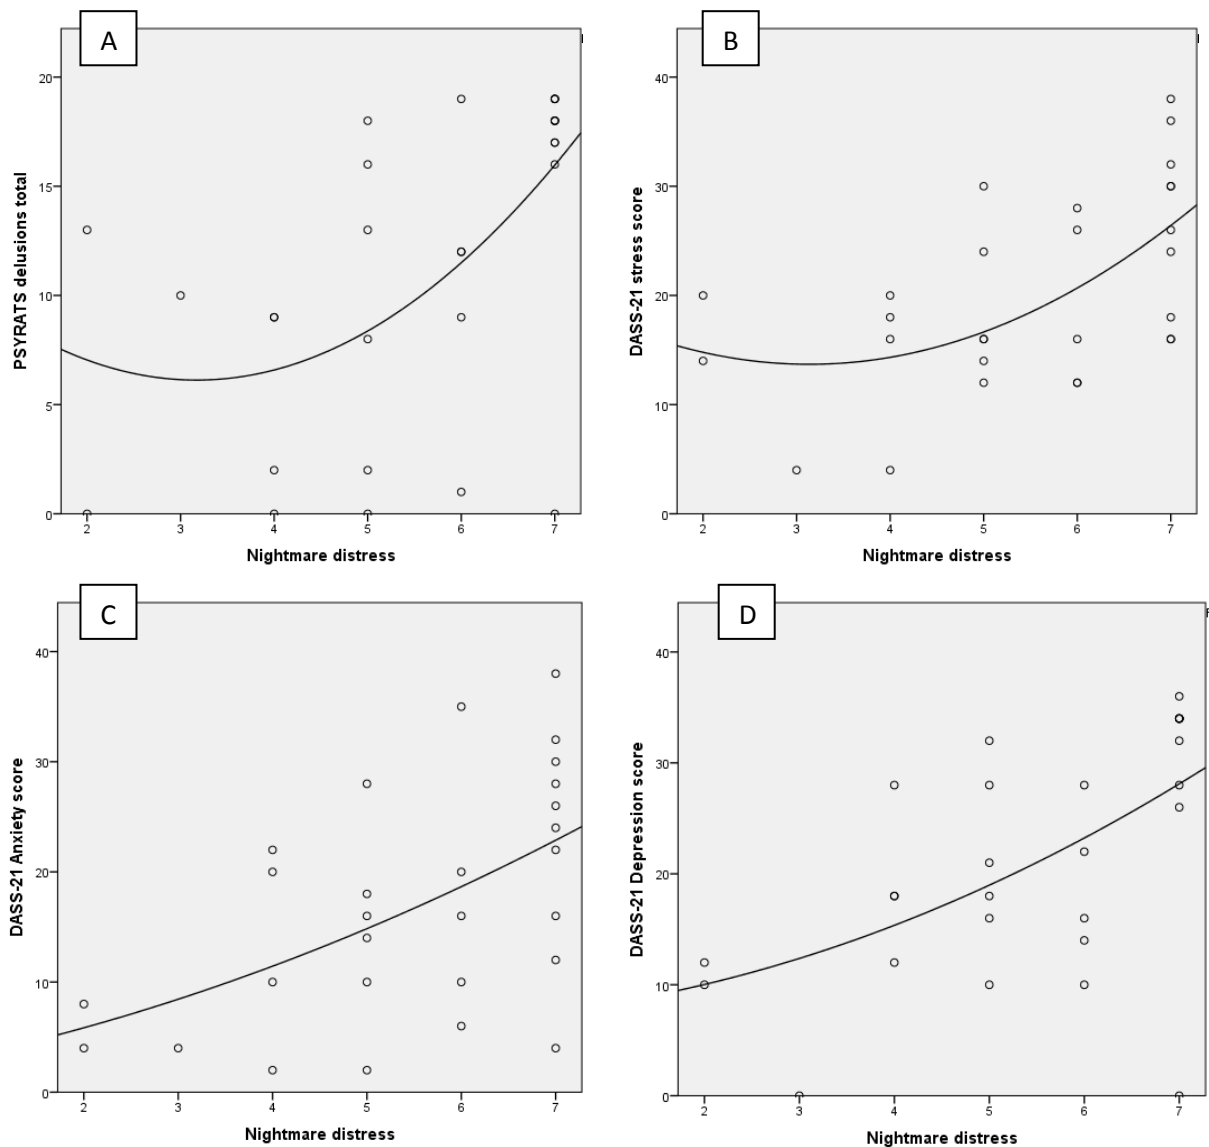 A
20
15
10
5
0
PSYRATS delusions total
2 3 4 5 6 7
Nightmare distress
B
40
30
20
10
0
DASS-21 stress score
2 3 4 5 6 7
Nightmare distress
C
40
30
20
10
0
DASS-21 Anxiety score
2 3 4 5 6 7
Nightmare distress
D
40
30
20
10
0
DASS-21 Depression score
2 3 4 5 6 7
Nightmare distress